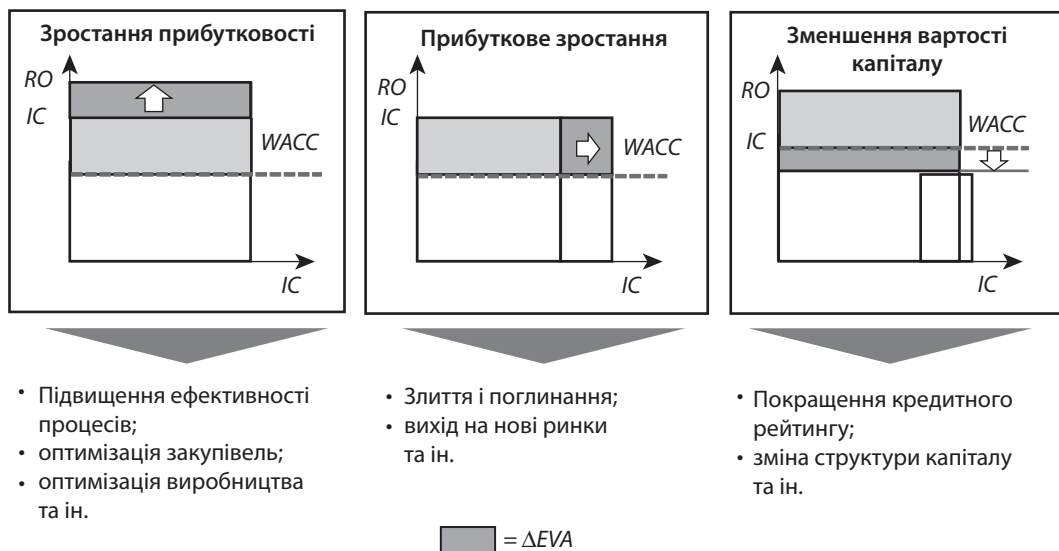 Зростання прибутковості
RO
IC
WACC
IC
Прибуткове зростання
RO
IC
WACC
IC
Зменшення вартості
капіталу
RO
IC
WACC
IC
• Підвищення ефективності
процесів;
• оптимізація закупівель;
• оптимізація виробництва
та ін.
• Злиття і поглинання;
• вихід на нові ринки
та ін.
• Покращення кредитного
рейтингу;
• зміна структури капіталу
та ін.
= ΔEVA